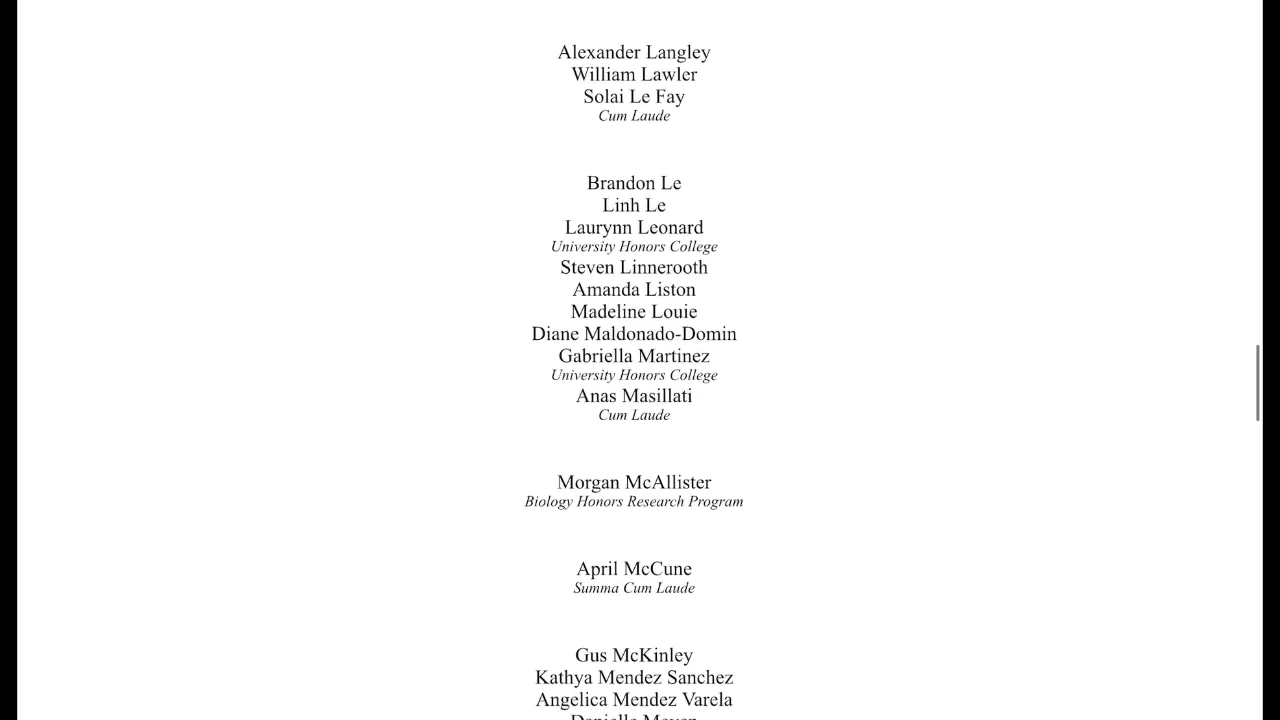 Alexander Langley
William Lawler
Solai Le Fay
Cum Laude
Brandon Le
Linh Le
Laurynn Leonard
University Honors College
Steven Linnerooth
Amanda Liston
Madeline Louie
Diane Maldonado-Domin
Gabriella Martinez
University Honors College
Anas Masillati
Cum Laude
Morgan McAllister
Biology Honors Research Program
April McCune
Summa Cum Laude
Gus McKinley
Kathya Mendez Sanchez
Angelica Mendez Varela